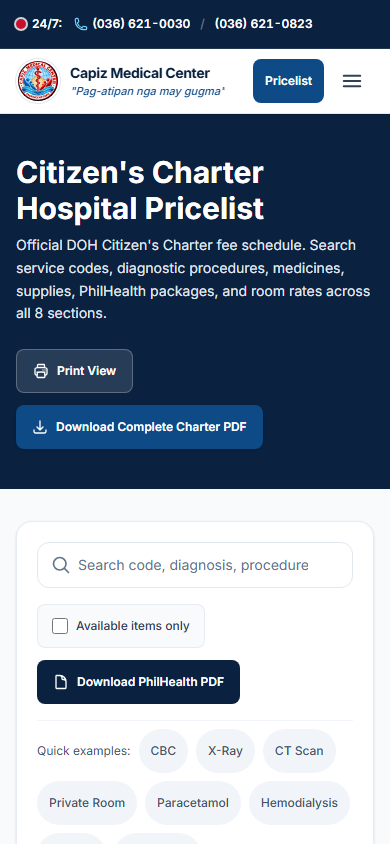 24/7: (036) 621-0030 / (036) 621-0823
Capiz Medical Center
"Pag-atipan nga may gugma"
Pricelist
Citizen's Charter
Hospital Pricelist
Official DOH Citizen's Charter fee schedule. Search
service codes, diagnostic procedures, medicines,
supplies, PhilHealth packages, and room rates across
all 8 sections.
Print View
Download Complete Charter PDF
Search code, diagnosis, procedure
Available items only
Download PhilHealth PDF
Quick examples: CBC X-Ray CT Scan
Private Room Paracetamol Hemodialysis